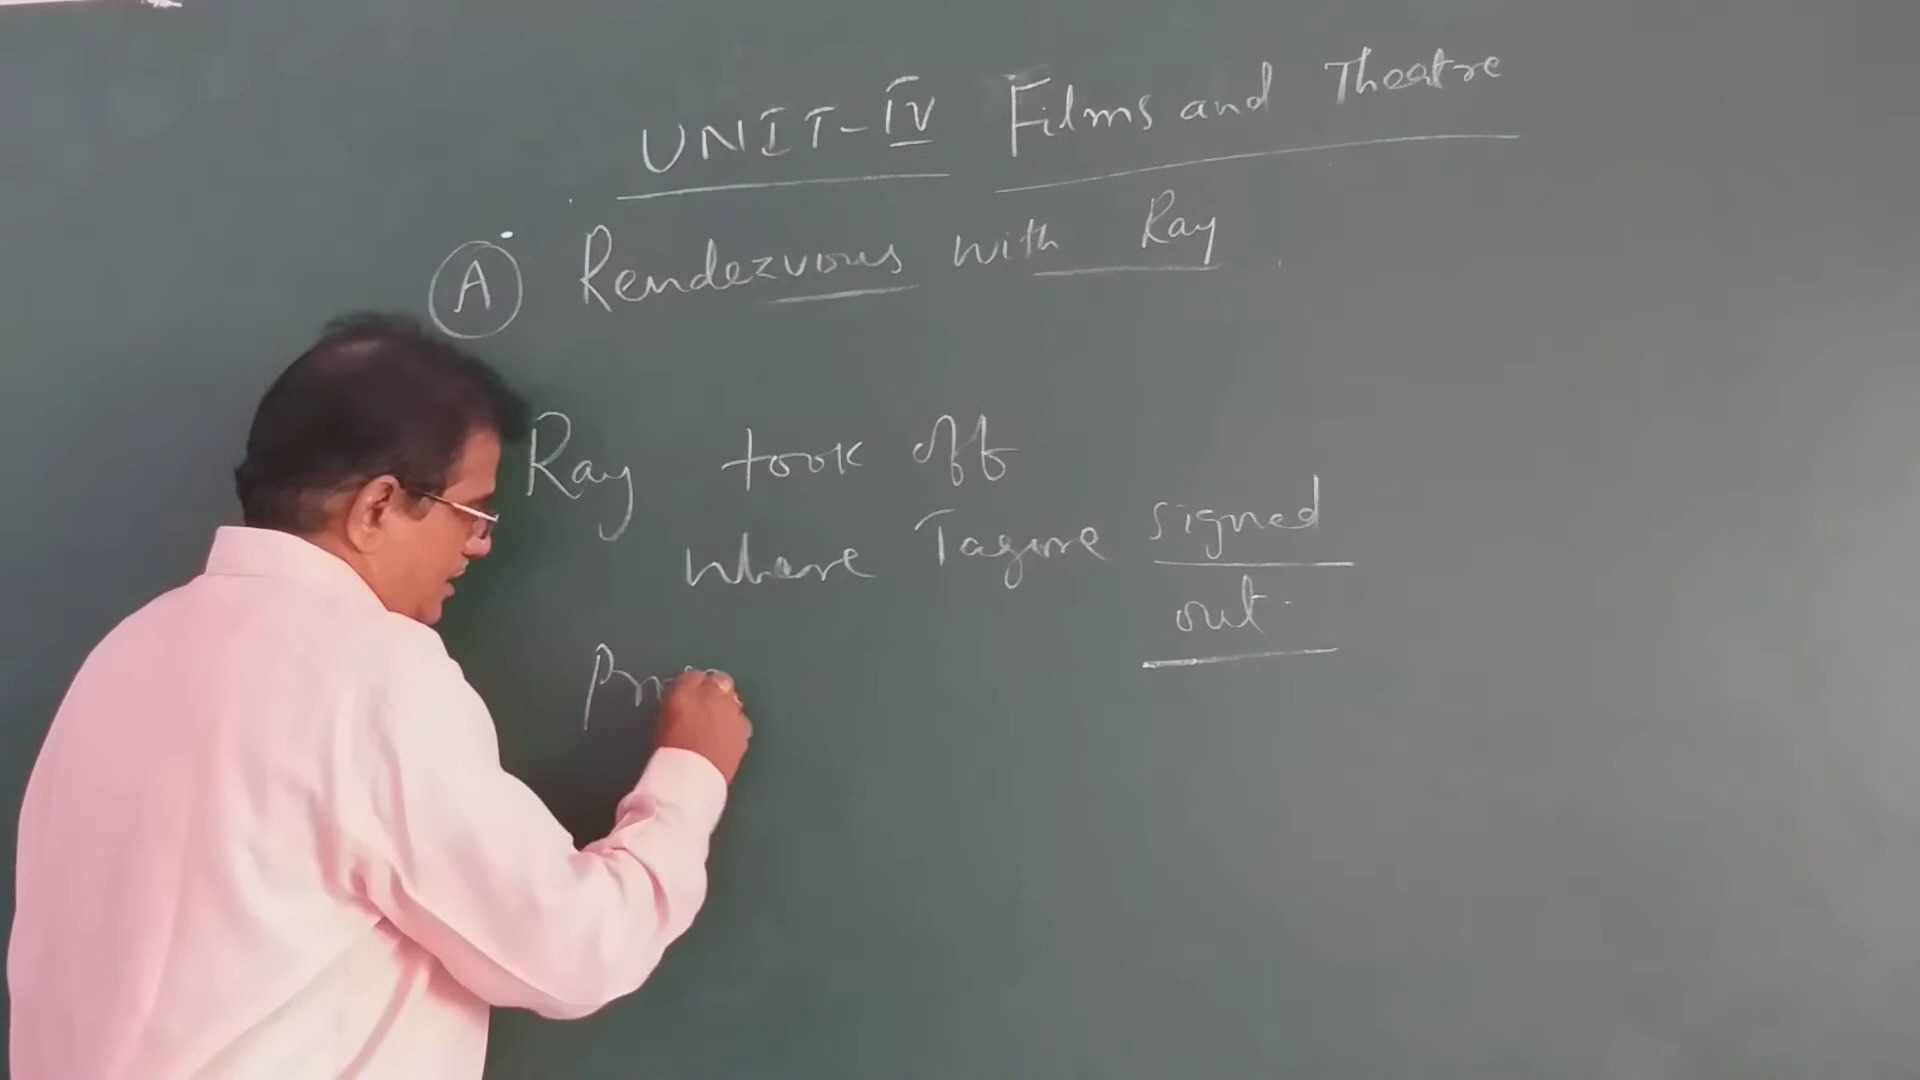 UNIT-IV Films and Theatre
A Rendezvous with Ray
Ray took off
where Tagore signed
out.